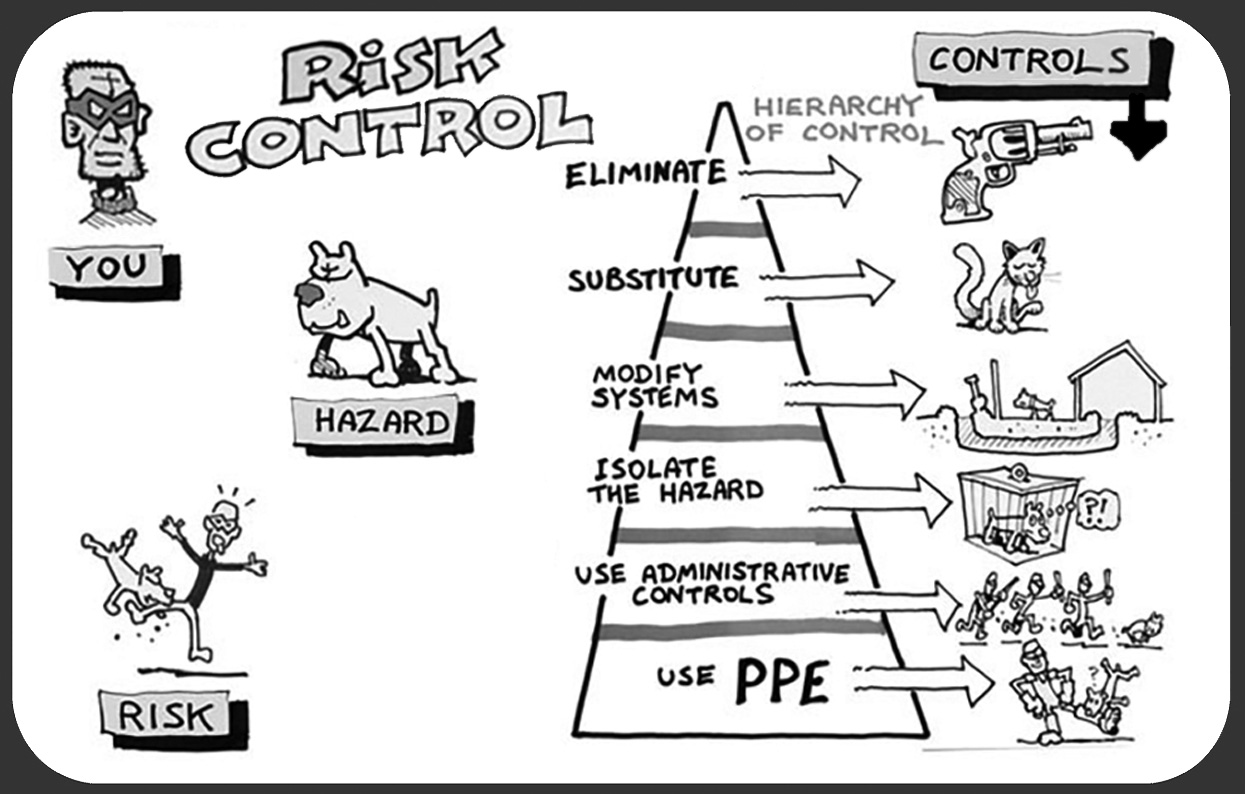 RiSK
CONTROL
CONTROLS
HIERARCHY
OF CONTROL
YOU
HAZARD
RISK
ELIMINATE
SUBSTITUTE
MODIFY
SYSTEMS
ISOLATE
THE HAZARD
?!
USE ADMINISTRATIVE
CONTROLS
USE PPE
?